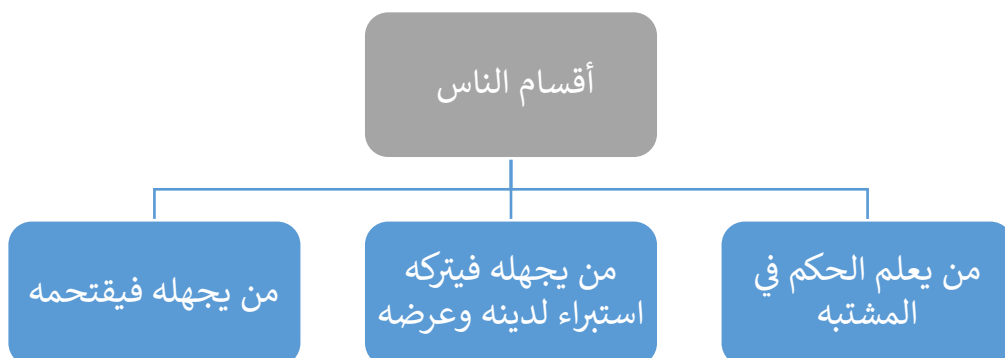 أقسام الناس
من يعلم الحكم في
المشتبه
من يجهله فيتركه
استبراء لدينه وعرضه
من يجهله فيقتحمه